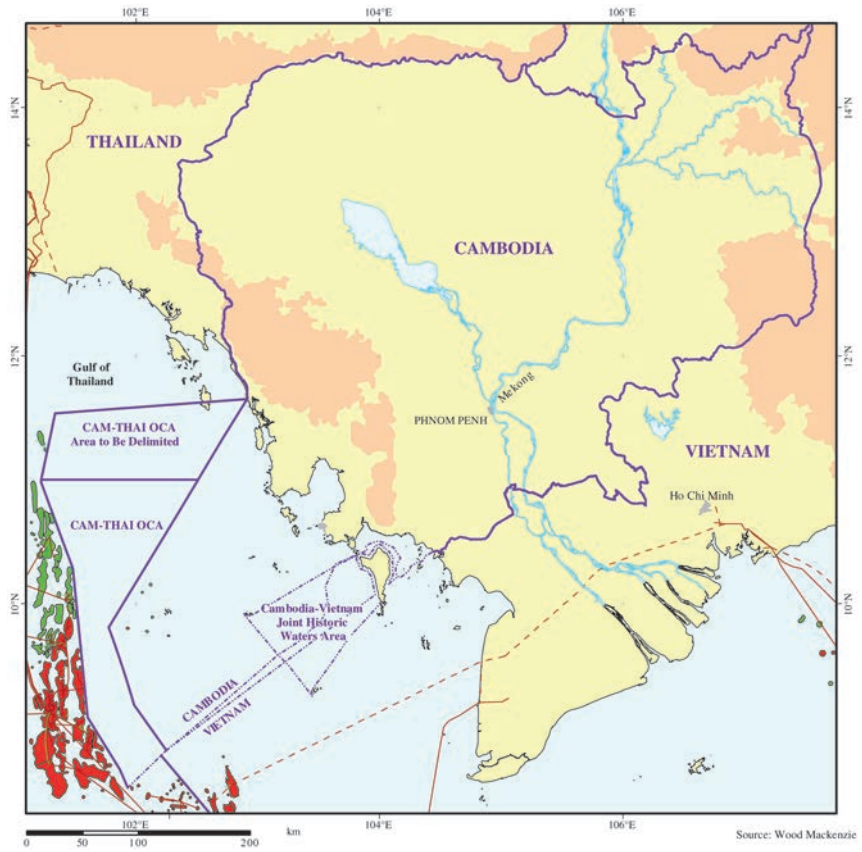 102°E
104°E
106°E
14°N
14°N
THAILAND
CAMBODIA
12°N
12°N
Gulf of
Thailand
Mekong
CAM-THAI OCA
Area to Be Delimited
PHNOM PENH
VIETNAM
Ho Chi Minh
CAM-THAI OCA
10°N
10°N
Cambodia-Vietnam
Joint Historic
Waters Area
CAMBODIA
VIETNAM
102°E
104°E
106°E
0
50
100
200
km
Source: Wood Mackenzie